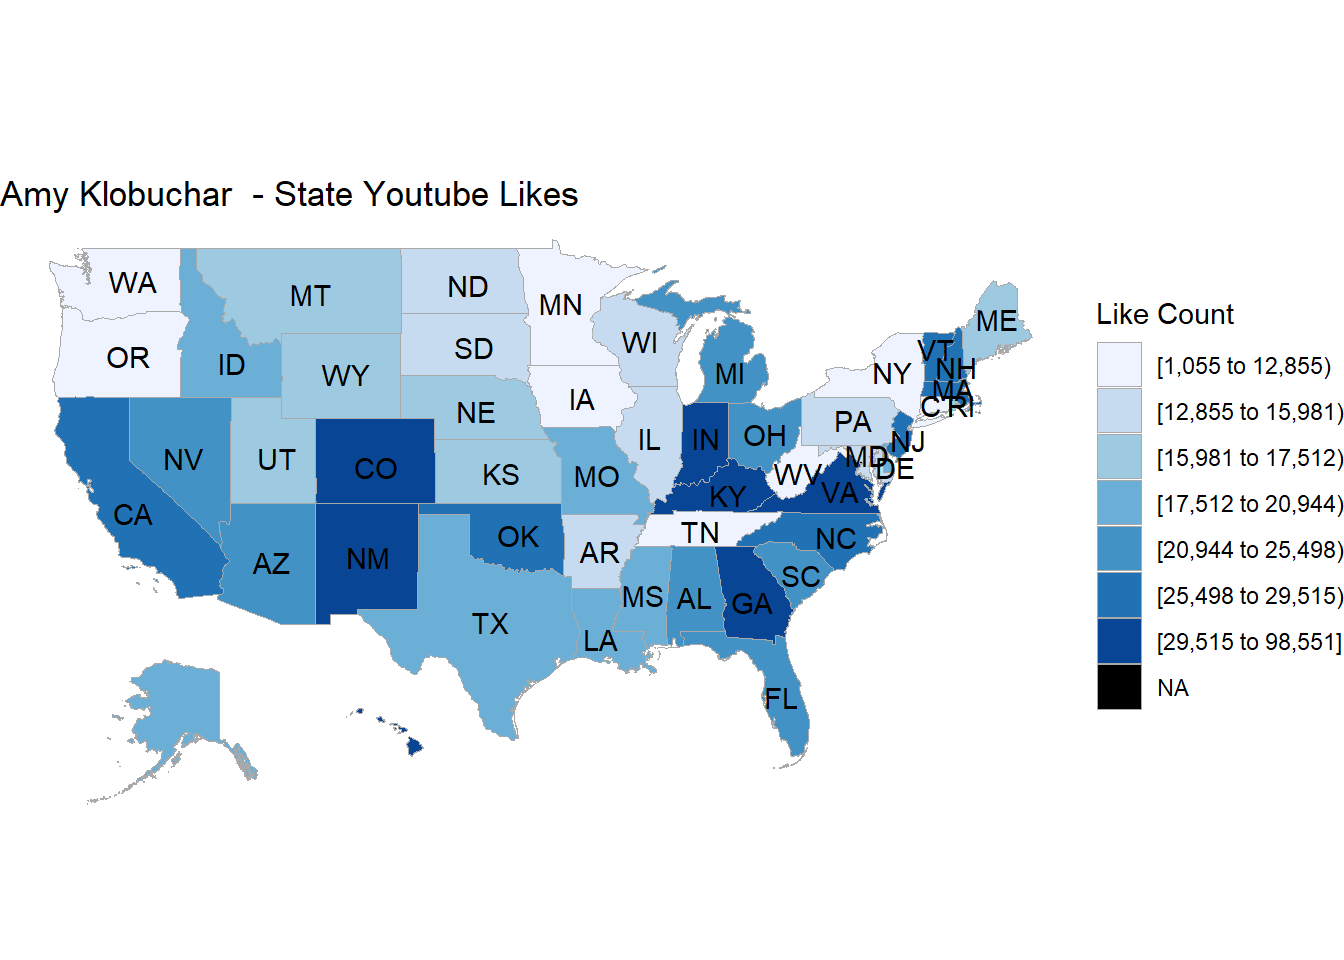 Amy Klobuchar  - State Youtube Likes
WA
MT
ND
MN
ME
OR
ID
WY
SD
WI
MI
NY
VT
NH
MA
IA
NE
PA
C
RI
NV
UT
CO
KS
MO
IL
IN
OH
NJ
MD
DE
WV
VA
KY
CA
AZ
NM
OK
AR
TN
NC
SC
TX
LA
MS
AL
GA
FL
Like Count
[1,055 to 12,855)
[12,855 to 15,981)
[15,981 to 17,512)
[17,512 to 20,944)
[20,944 to 25,498)
[25,498 to 29,515)
[29,515 to 98,551]
NA